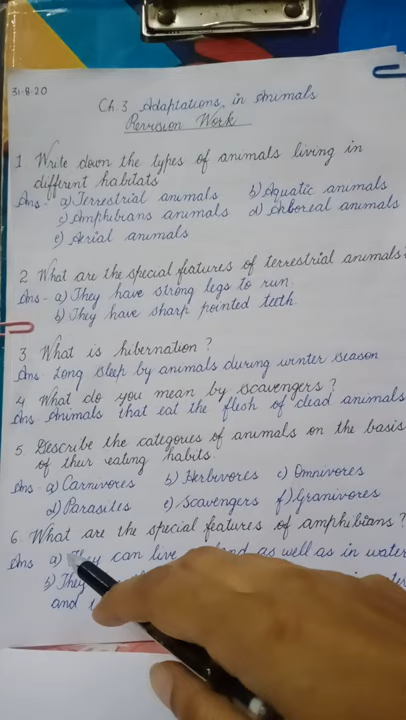 31-8-20
Ch 3 Adaptations in Animals
Revision Work
1 Write down the types of animals living in
different habitats
Ans - a) Terrestrial animals b) Aquatic animals
c) Amphibians animals d) Arboreal animals
e) Aerial animals
2 What are the special features of terrestrial animals?
Ans - a) They have strong legs to run.
b) They have sharp pointed teeth.
3. What is hibernation?
Ans Long sleep by animals during winter season
4 What do you mean by scavengers?
Ans Animals that eat the flesh of dead animals
5 Describe the categories of animals on the basis
of their eating habits.
Ans - a) Carnivores b) Herbivores c) Omnivores
d) Parasites e) Scavengers f) Granivores
6. What are the special features of amphibians?
Ans a) They can live land as well as in water
b) They
and